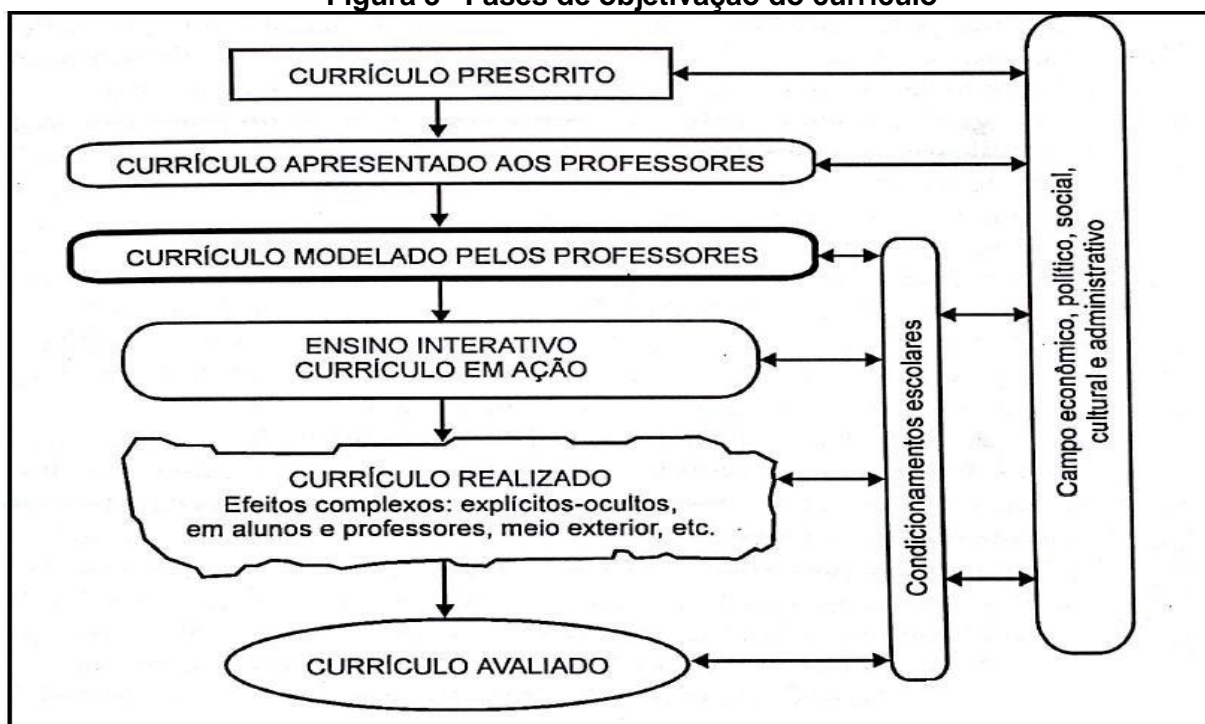 Figura 3 - Fases de objetivação do currículo
CURRÍCULO PRESCRITO
CURRÍCULO APRESENTADO AOS PROFESSORES
CURRÍCULO MODELADO PELOS PROFESSORES
ENSINO INTERATIVO
CURRÍCULO EM AÇÃO
CURRÍCULO REALIZADO
Efeitos complexos: explícitos-ocultos,
em alunos e professores, meio exterior, etc.
CURRÍCULO AVALIADO
Condicionamentos escolares
Campo econômico, político, social,
cultural e administrativo